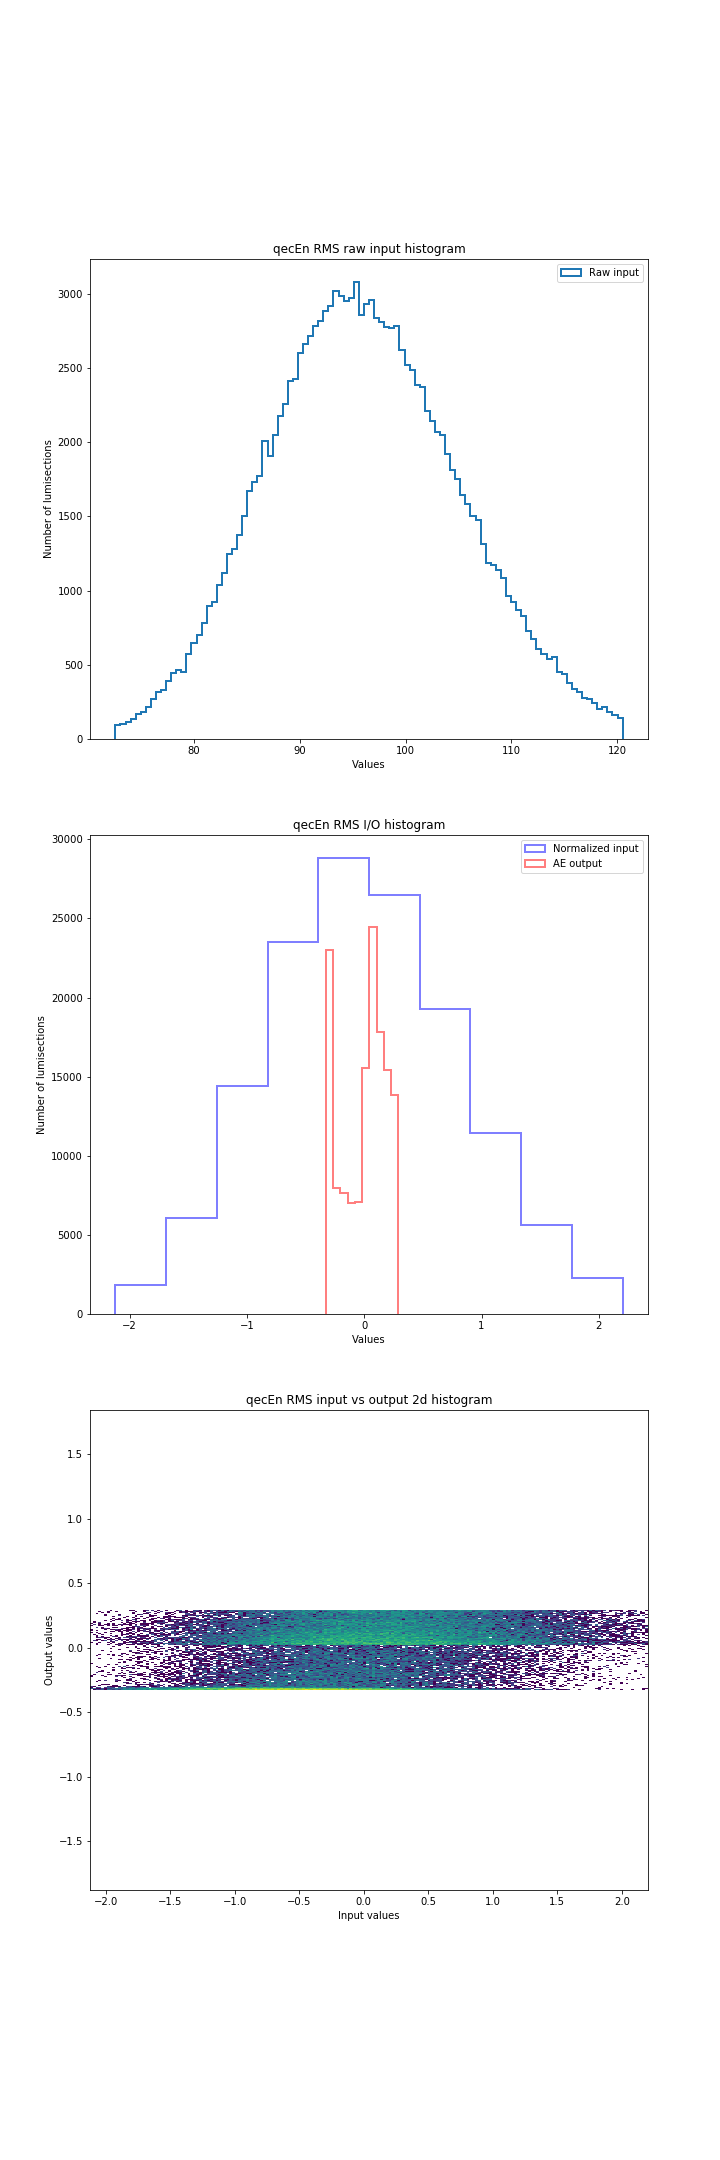 qecEn RMS raw input histogram
Raw input
3000
2500
2000
1500
1000
500
0
Number of lumisections
80 90 100 110 120
Values
qecEn RMS I/O histogram
Normalized input
AE output
30000
25000
20000
15000
10000
5000
0
Number of lumisections
−2 −1 0 1 2
Values
qecEn RMS input vs output 2d histogram
1.5
1.0
0.5
0.0
−0.5
−1.0
−1.5
Output values
−2.0 −1.5 −1.0 −0.5 0.0 0.5 1.0 1.5 2.0
Input values